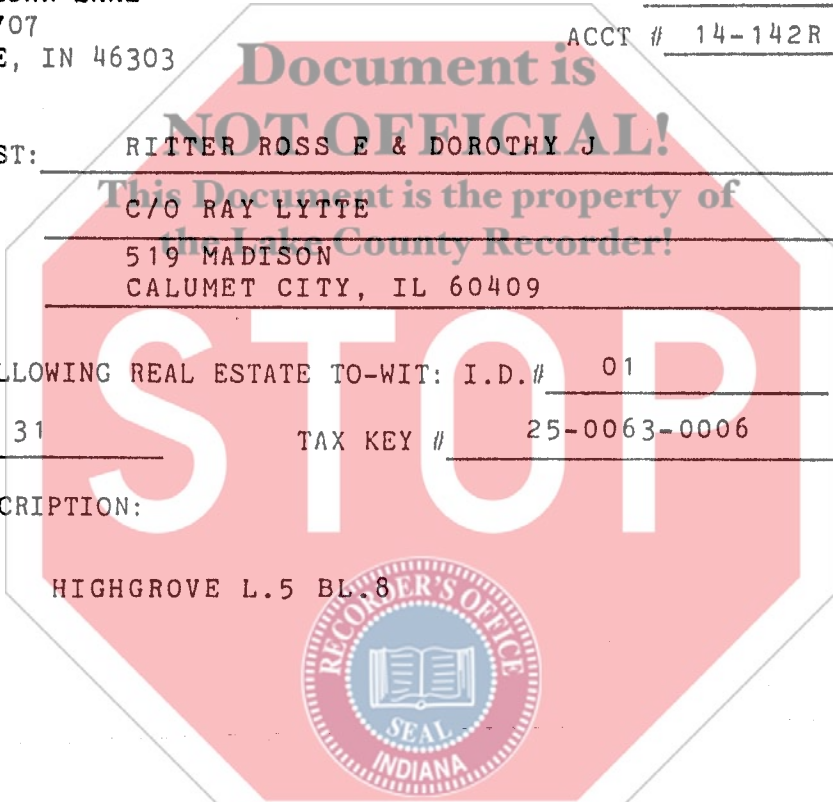 707
E, IN 46303
ACCT # 14-142R
Document is
NOT OFFICIAL!
ST: RITTER ROSS E & DOROTHY J
This Document is the property of
C/O RAY LYTTE
the Lake County Recorder!
519 MADISON
CALUMET CITY, IL 60409
STOP
LLOWING REAL ESTATE TO-WIT: I.D.# 01
31 TAX KEY # 25-0063-0006
CRIPTION:
HIGHGROVE L.5 BL.8
RECORDER'S OFFICE
SEAL
INDIANA